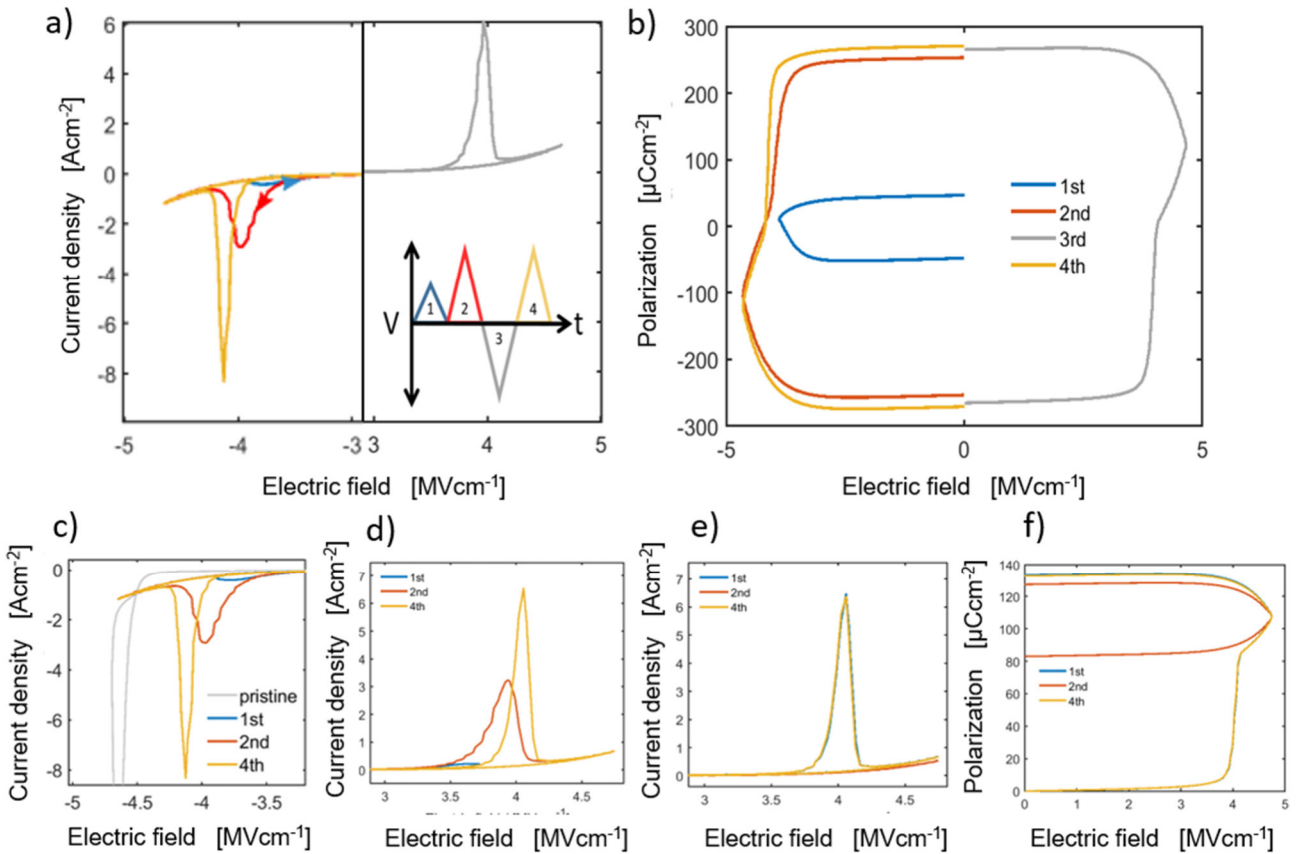 a)
Current density [Acm-2]
6
4
2
0
-2
-4
-6
-8
-5
-4
-3
3
4
5
Electric field [MVcm-1]
V
t
1
2
3
4
b)
Polarization [µCcm-2]
300
200
100
0
-100
-200
-300
-5
0
5
Electric field [MVcm-1]
1st
2nd
3rd
4th
c)
Current density [Acm-2]
0
-2
-4
-6
-8
-5
-4.5
-4
-3.5
Electric field [MVcm-1]
pristine
1st
2nd
4th
d)
Current density [Acm-2]
7
6
5
4
3
2
1
0
3
3.5
4
4.5
Electric field [MVcm-1]
1st
2nd
4th
e)
Current density [Acm-2]
7
6
5
4
3
2
1
0
3
3.5
4
4.5
Electric field [MVcm-1]
1st
2nd
4th
f)
Polarization [µCcm-2]
140
120
100
80
60
40
20
0
0
1
2
3
4
5
Electric field [MVcm-1]
1st
2nd
4th